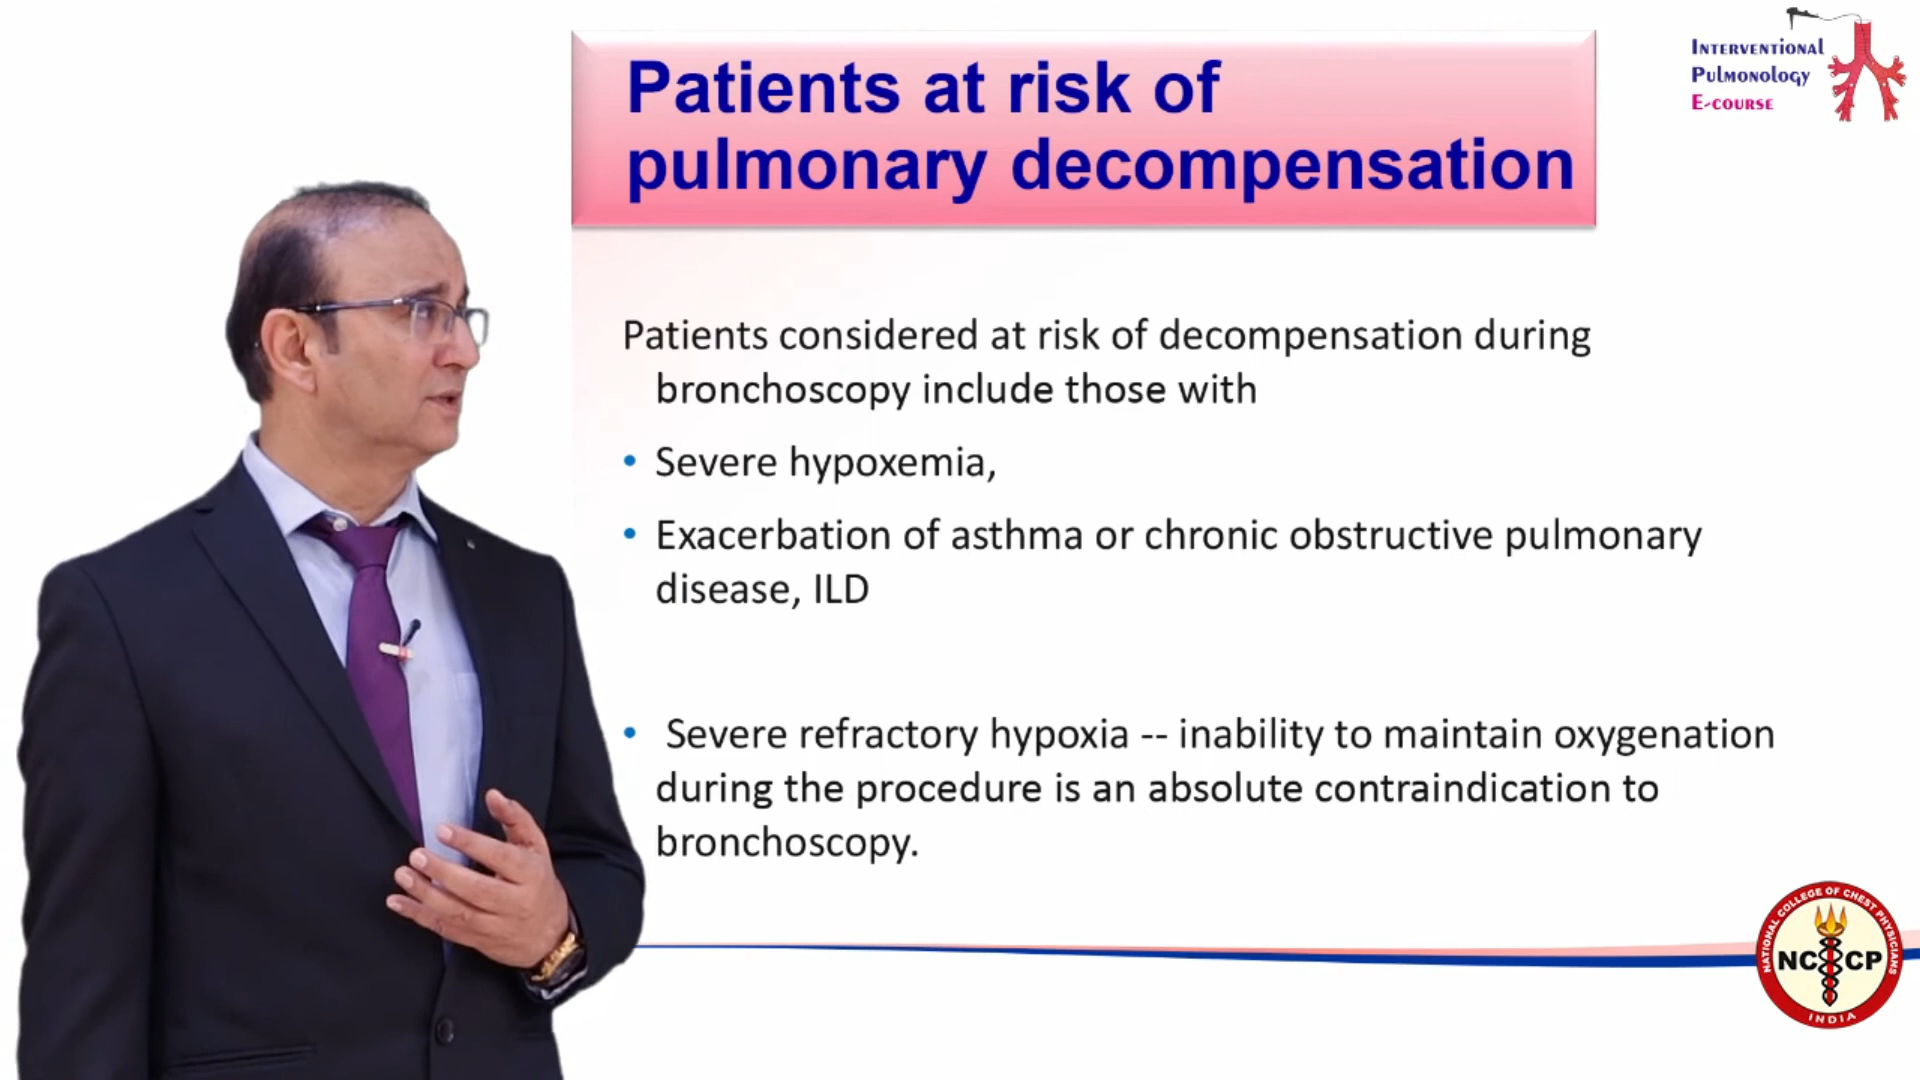 Patients at risk of
pulmonary decompensation
INTERVENTIONAL
PULMONOLOGY
E-COURSE
Patients considered at risk of decompensation during
bronchoscopy include those with
• Severe hypoxemia,
• Exacerbation of asthma or chronic obstructive pulmonary
disease, ILD
• Severe refractory hypoxia -- inability to maintain oxygenation
during the procedure is an absolute contraindication to
bronchoscopy.
NATIONAL COLLEGE OF CHEST PHYSICIANS
NCCP
INDIA